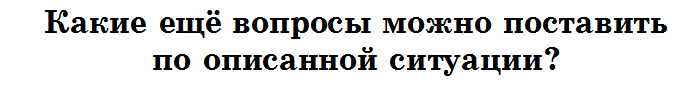 Какие ещё вопросы можно поставить
по описанной ситуации?